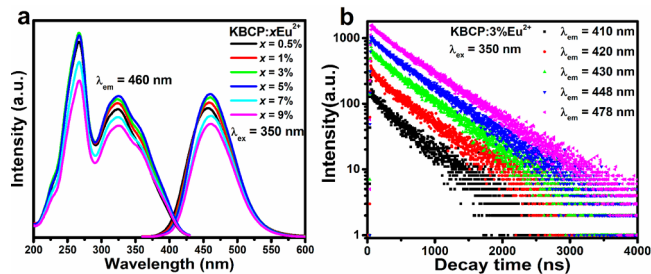 a
KBCP:xEu2+
x = 0.5%
x = 1%
x = 3%
x = 5%
x = 7%
x = 9%
λem = 460 nm
λex = 350 nm
Intensity (a.u.)
200 250 300 350 400 450 500 550 600
Wavelength (nm)
b
KBCP:3%Eu2+
λex = 350 nm
λem = 410 nm
λem = 420 nm
λem = 430 nm
λem = 448 nm
λem = 478 nm
Intensity(a.u.)
1000
100
10
1
0 1000 2000 3000 4000
Decay time (ns)